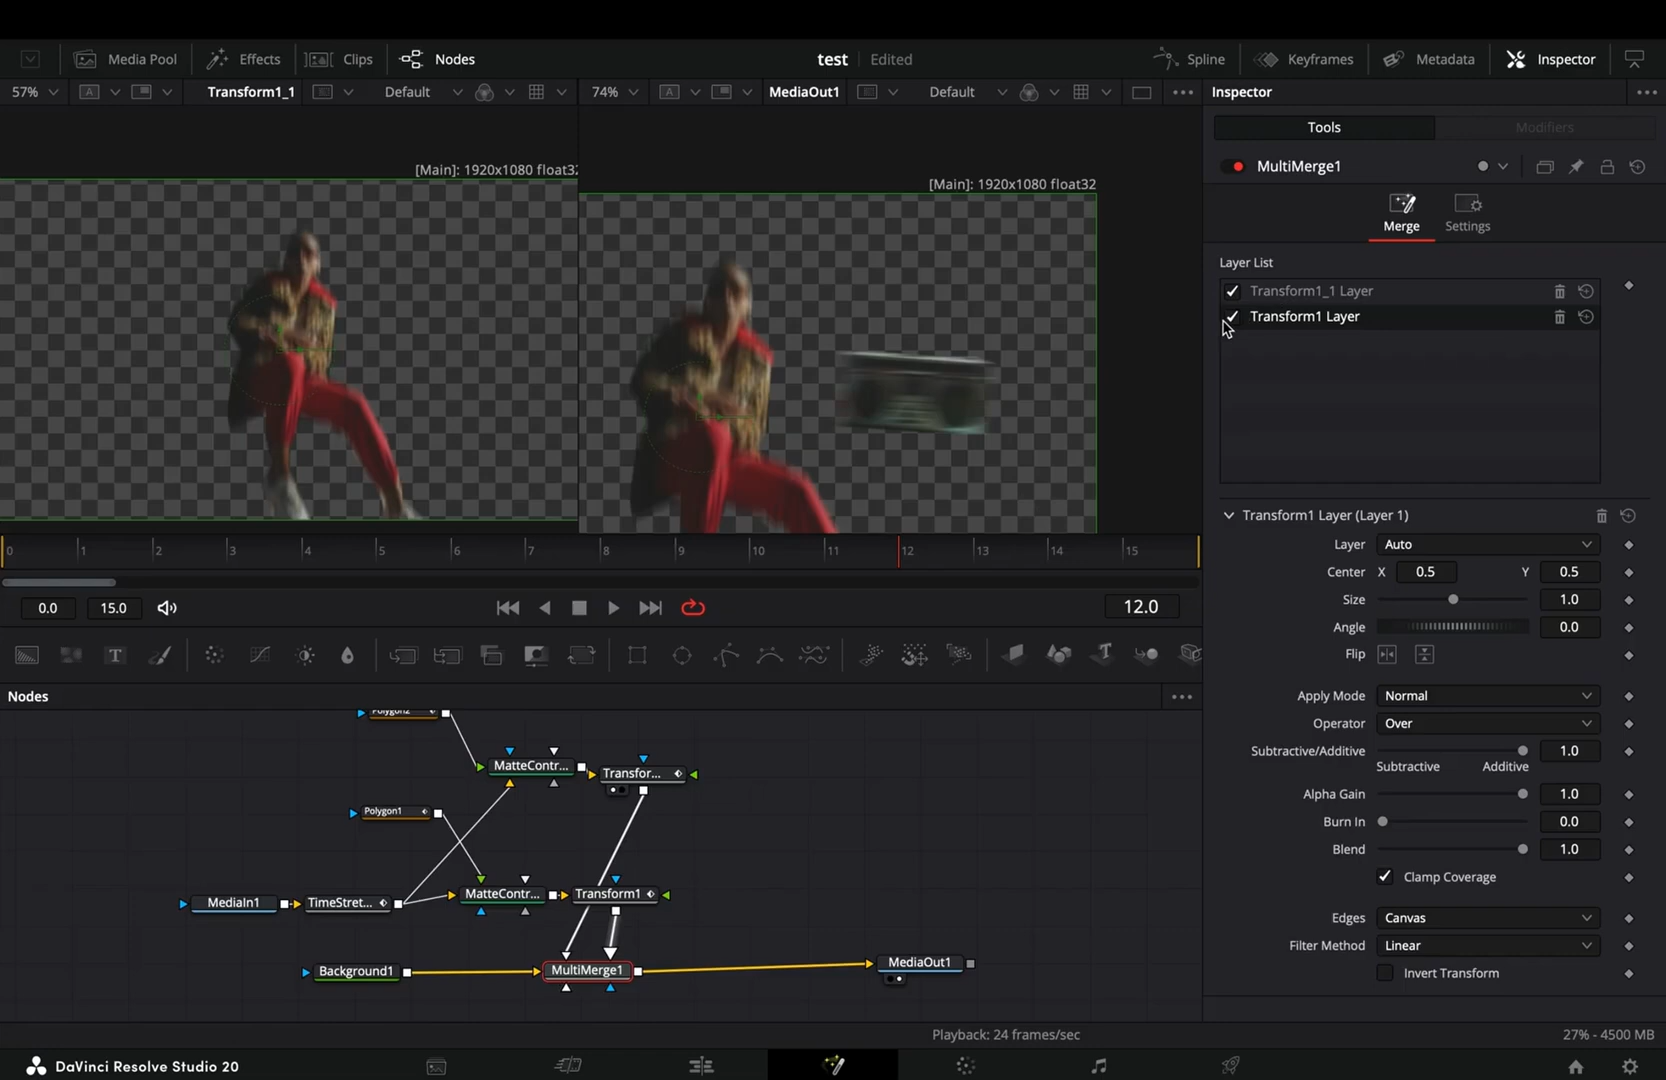 Media Pool Effects Clips Nodes test Edited Spline Keyframes Metadata Inspector
57% A Transform1_1 Default 74% A MediaOut1 Default Inspector
Tools Modifiers
[Main]: 1920x1080 float32
[Main]: 1920x1080 float32
MultiMerge1
Merge Settings
Layer List
Transform1_1 Layer
Transform1 Layer
Transform1 Layer (Layer 1)
Layer Auto
Center X 0.5 Y 0.5
Size 1.0
Angle 0.0
Flip
Apply Mode Normal
Operator Over
Subtractive/Additive 1.0
Subtractive Additive
Alpha Gain 1.0
Burn In 0.0
Blend 1.0
Clamp Coverage
Edges Canvas
Filter Method Linear
Invert Transform
0 1 2 3 4 5 6 7 8 9 10 11 12 13 14 15
0.0 15.0 12.0
T T
Nodes
Polygon2
MatteContr... Transfor...
Polygon1
MediaIn1 TimeStret... MatteContr... Transform1
Background1 MultiMerge1 MediaOut1
Playback: 24 frames/sec 27% - 4500 MB
DaVinci Resolve Studio 20